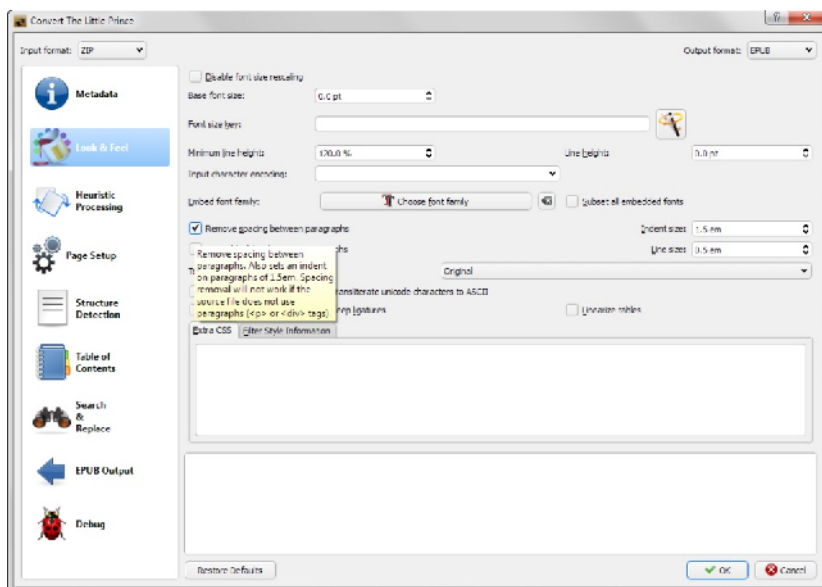 Convert The Little Prince
Input format: ZIP
Output format: EPUB
Metadata
Look & Feel
Heuristic
Processing
Page Setup
Structure
Detection
Table of
Contents
Search
&
Replace
EPUB Output
Debug
Disable font size rescaling
Base font size: 0.0 pt
Font size key:
Minimum line height: 120.0 %
Line height: 0.0 pt
Input character encoding:
Embed font family: Choose font family
Subset all embedded fonts
Remove spacing between paragraphs
Indent size: 1.5 em
Line size: 0.5 em
Remove spacing between
paragraphs. Also sets an indent
on paragraphs of 1.5em. Spacing
removal will not work if the
source file does not use
paragraphs (<p> or <div> tags).
Original
transliterate unicode characters to ASCII
ligatures
Linearize tables
Extra CSS Filter Style Information
Restore Defaults
OK
Cancel